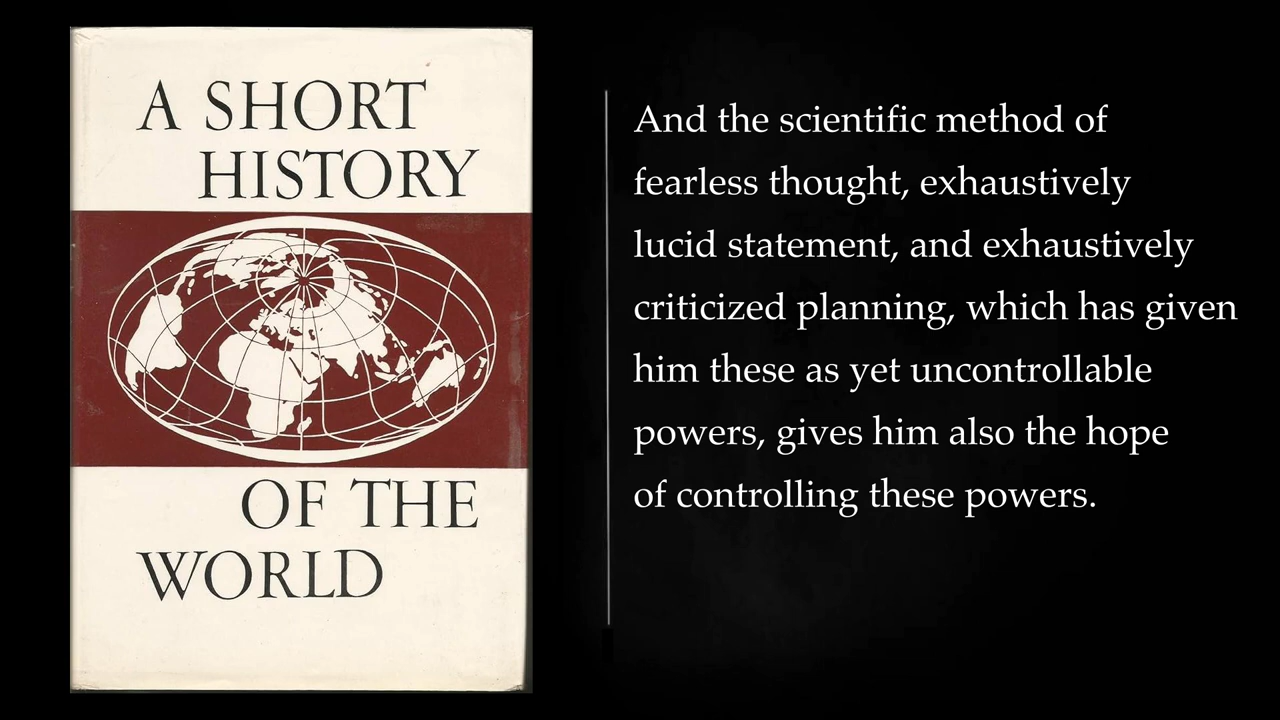 A SHORT
HISTORY
OF THE
WORLD
And the scientific method of
fearless thought, exhaustively
lucid statement, and exhaustively
criticized planning, which has given
him these as yet uncontrollable
powers, gives him also the hope
of controlling these powers.